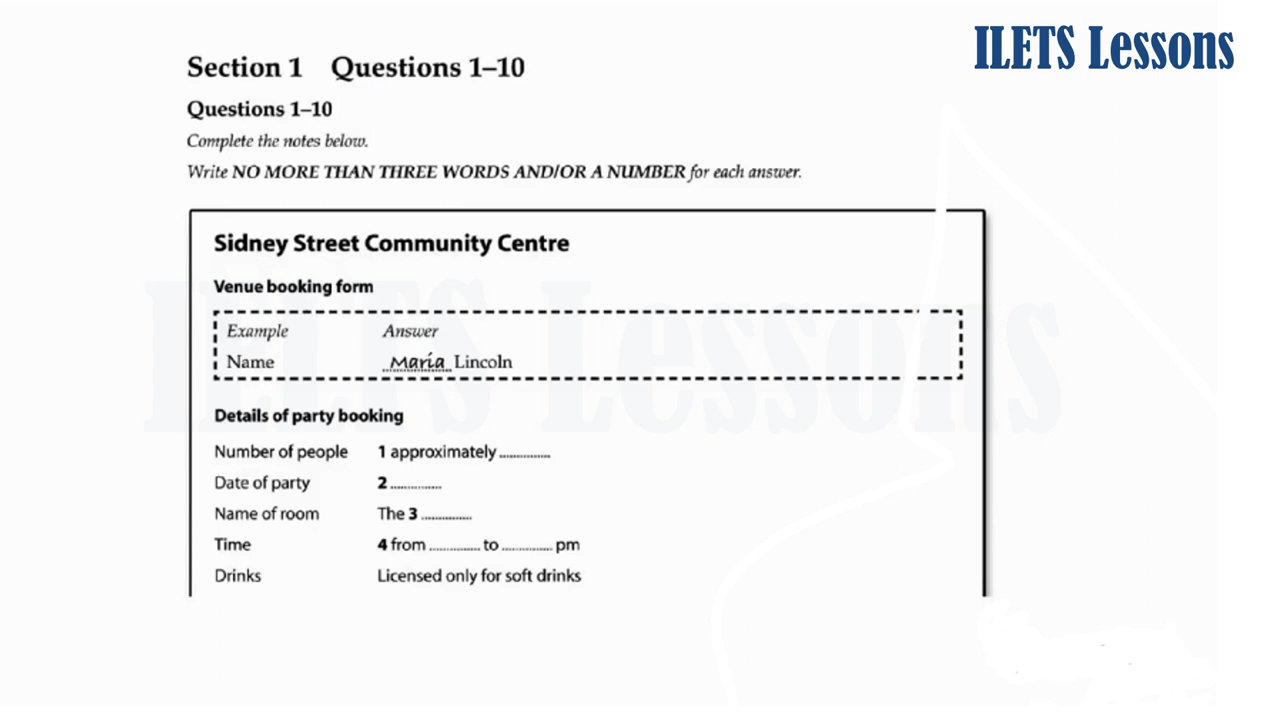 ILETS Lessons
Section 1 Questions 1–10
Questions 1–10
Complete the notes below.
Write NO MORE THAN THREE WORDS AND/OR A NUMBER for each answer.
Sidney Street Community Centre
Venue booking form
Example Answer
Name Maria Lincoln
Details of party booking
Number of people 1 approximately ..............
Date of party 2 ..............
Name of room The 3 ..............
Time 4 from .............. to .............. pm
Drinks Licensed only for soft drinks
ILETS Lessons